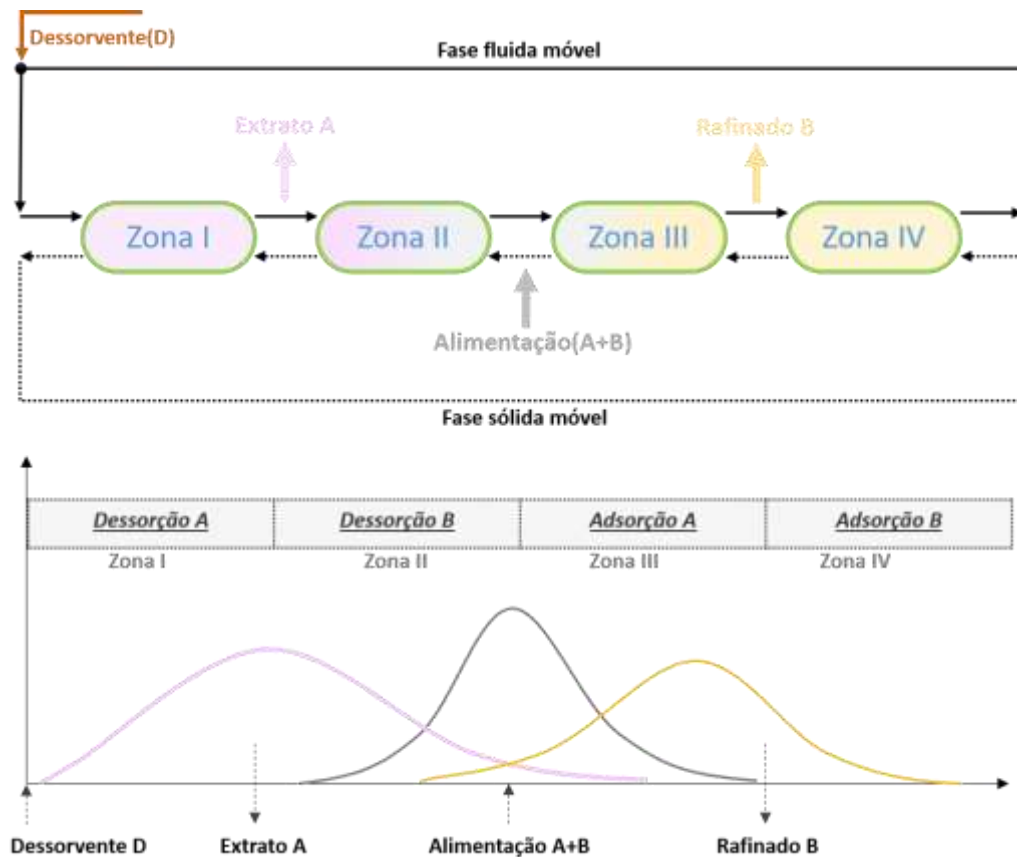 Dessorvente(D)
Fase fluida móvel
Extrato A
Rafinado B
Zona I
Zona II
Zona III
Zona IV
Alimentação(A+B)
Fase sólida móvel
Dessorção A
Dessorção B
Adsorção A
Adsorção B
Zona I
Zona II
Zona III
Zona IV
Dessorvente D
Extrato A
Alimentação A+B
Rafinado B